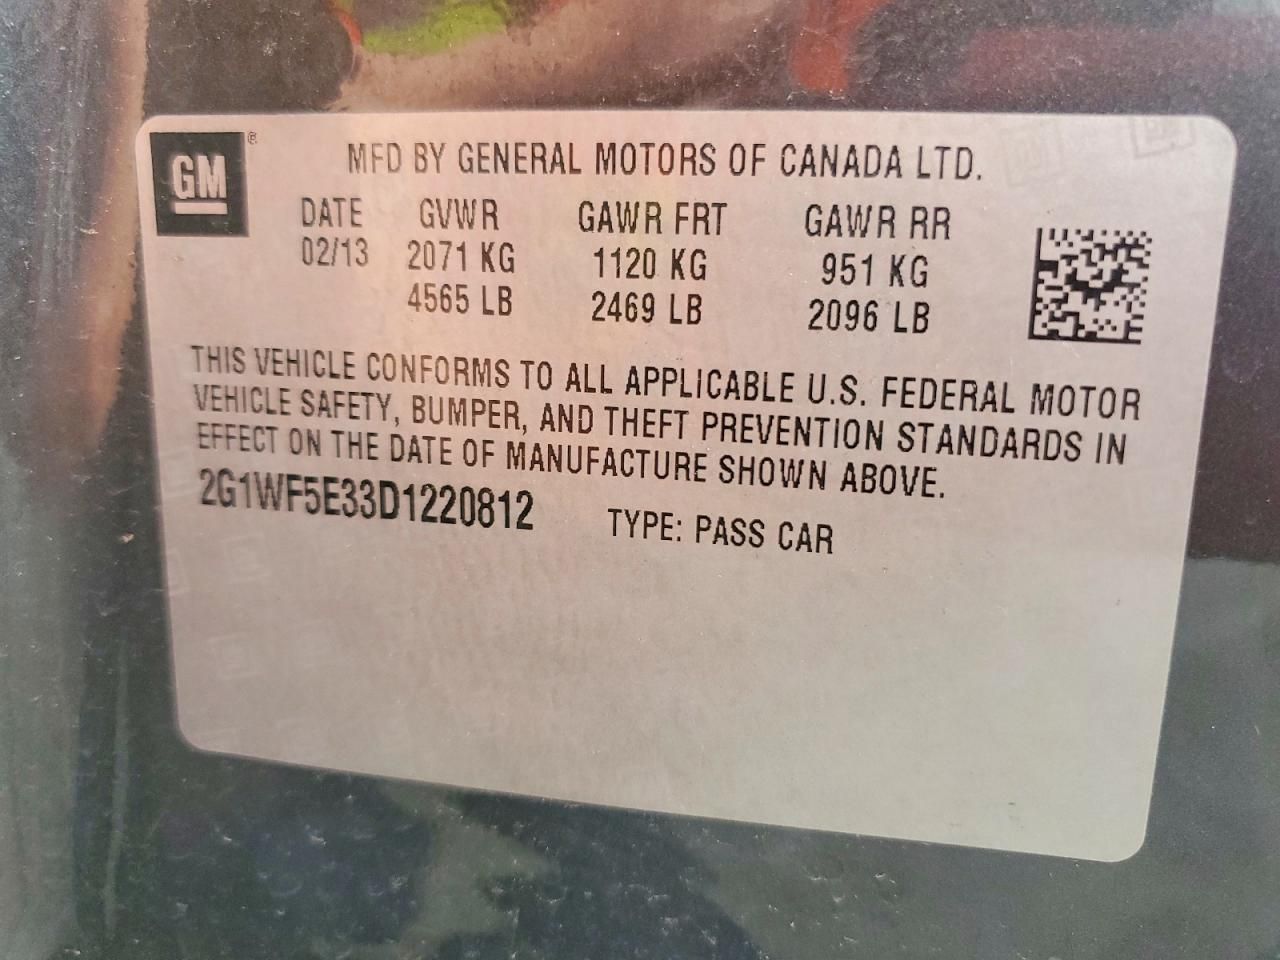 GM ®
MFD BY GENERAL MOTORS OF CANADA LTD.
DATE GVWR GAWR FRT GAWR RR
02/13 2071 KG 1120 KG 951 KG
4565 LB 2469 LB 2096 LB
THIS VEHICLE CONFORMS TO ALL APPLICABLE U.S. FEDERAL MOTOR
VEHICLE SAFETY, BUMPER, AND THEFT PREVENTION STANDARDS IN
EFFECT ON THE DATE OF MANUFACTURE SHOWN ABOVE.
2G1WF5E33D1220812 TYPE: PASS CAR